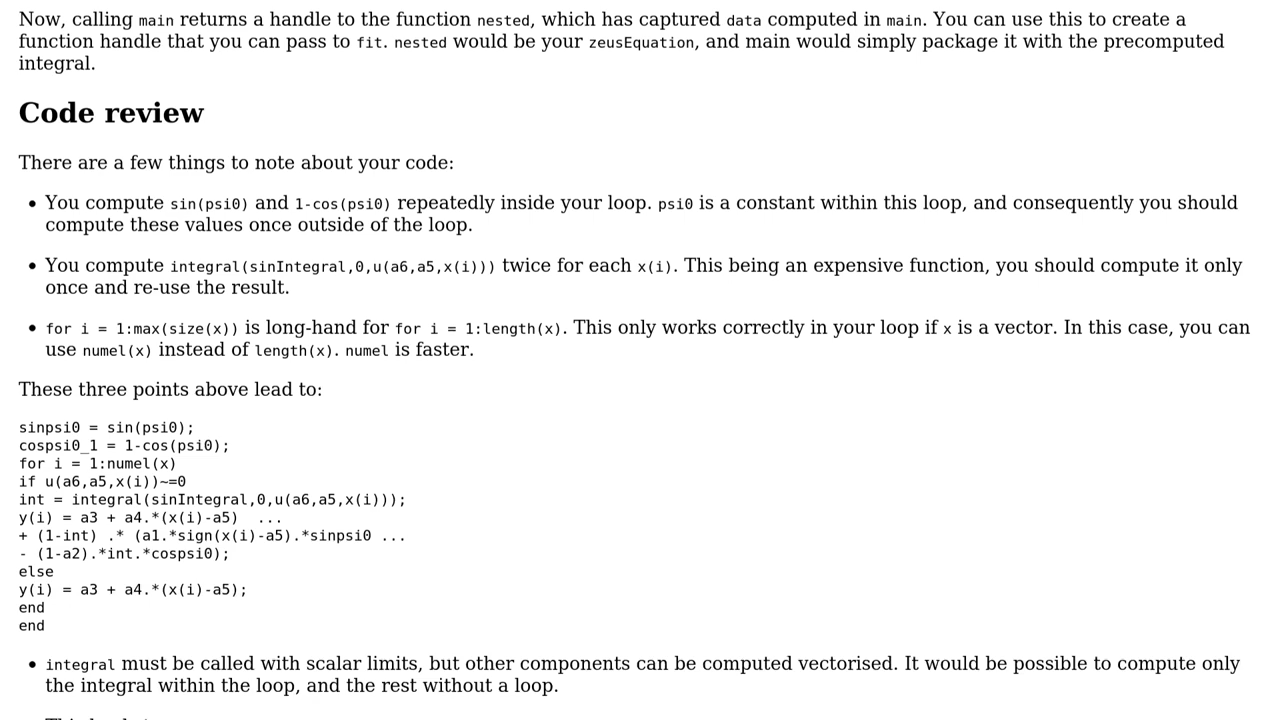 Now, calling main returns a handle to the function nested, which has captured data computed in main. You can use this to create a
function handle that you can pass to fit. nested would be your zeusEquation, and main would simply package it with the precomputed
integral.
Code review
There are a few things to note about your code:
• You compute sin(psi0) and 1-cos(psi0) repeatedly inside your loop. psi0 is a constant within this loop, and consequently you should
compute these values once outside of the loop.
• You compute integral(sinIntegral,0,u(a6,a5,x(i))) twice for each x(i). This being an expensive function, you should compute it only
once and re-use the result.
• for i = 1:max(size(x)) is long-hand for for i = 1:length(x). This only works correctly in your loop if x is a vector. In this case, you can
use numel(x) instead of length(x). numel is faster.
These three points above lead to:
sinpsi0 = sin(psi0);
cospsi0_1 = 1-cos(psi0);
for i = 1:numel(x)
if u(a6,a5,x(i))~=0
int = integral(sinIntegral,0,u(a6,a5,x(i)));
y(i) = a3 + a4.*(x(i)-a5)  ...
+ (1-int) .* (a1.*sign(x(i)-a5).*sinpsi0 ...
- (1-a2).*int.*cospsi0);
else
y(i) = a3 + a4.*(x(i)-a5);
end
end
• integral must be called with scalar limits, but other components can be computed vectorised. It would be possible to compute only
the integral within the loop, and the rest without a loop.